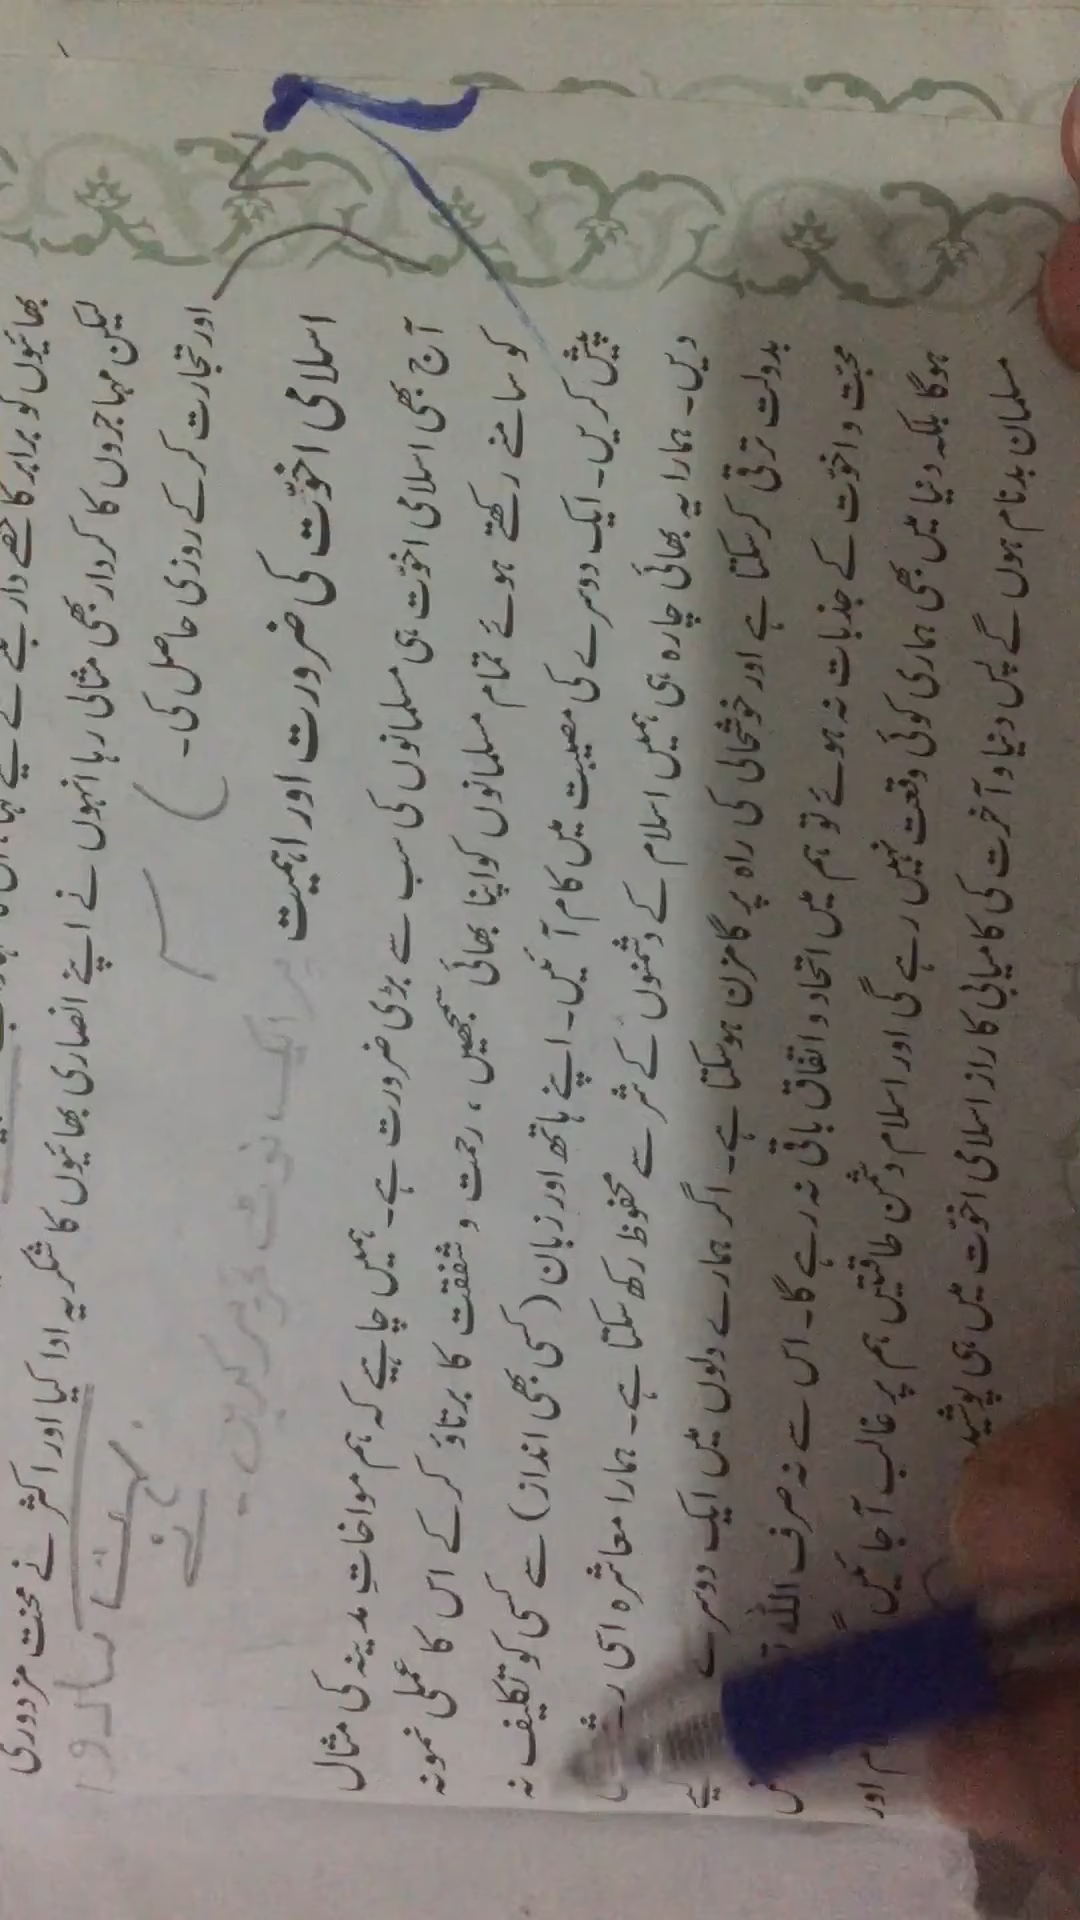 بھائیوں کو برابر کا حصے دار
لیکن مہاجروں کا کردار بھی مثالی رہا انہوں نے اپنے انصاری بھائیوں کا شکریہ ادا کیا اور اکثر نے محنت مزدوری
اور تجارت کر کے روزی حاصل کی۔
اسلامی اخوّت کی ضرورت اور اہمیت
آج بھی اسلامی اخوّت ہی مسلمانوں کی سب سے بڑی ضرورت ہے۔ ہمیں چاہیے کہ ہم مواخاتِ مدینہ کی مثال
کو سامنے رکھتے ہوئے تمام مسلمانوں کو اپنا بھائی سمجھیں، رحمت و شفقت کا برتاؤ کر کے اس کا عملی نمونہ
پیش کریں۔ ایک دوسرے کی مصیبت میں کام آئیں۔ اپنے ہاتھ اور زبان (کسی بھی انداز) سے کسی کو تکلیف نہ
دیں۔ ہمارا یہ بھائی چارہ ہی ہمیں اسلام کے دشمنوں کے شر سے محفوظ رکھ سکتا ہے۔ ہمارا معاشرہ اسی
بدولت ترقی کر سکتا ہے اور خوشحالی کی راہ پر گامزن ہو سکتا ہے۔ اگر ہمارے دلوں میں ایک دوسرے
محبّت و اخوّت کے جذبات نہ ہوئے تو ہم میں اتحاد و اتفاق باقی نہ رہے گا۔ اس سے نہ صرف اللہ
ہوگا بلکہ دنیا میں بھی ہماری کوئی وقعت نہیں رہے گی اور اسلام دشمن طاقتیں ہم پر غالب آ جائیں اور
مسلمان بدنام ہوں گے پس دنیا و آخرت کی کامیابی کا راز اسلامی اخوّت میں ہی